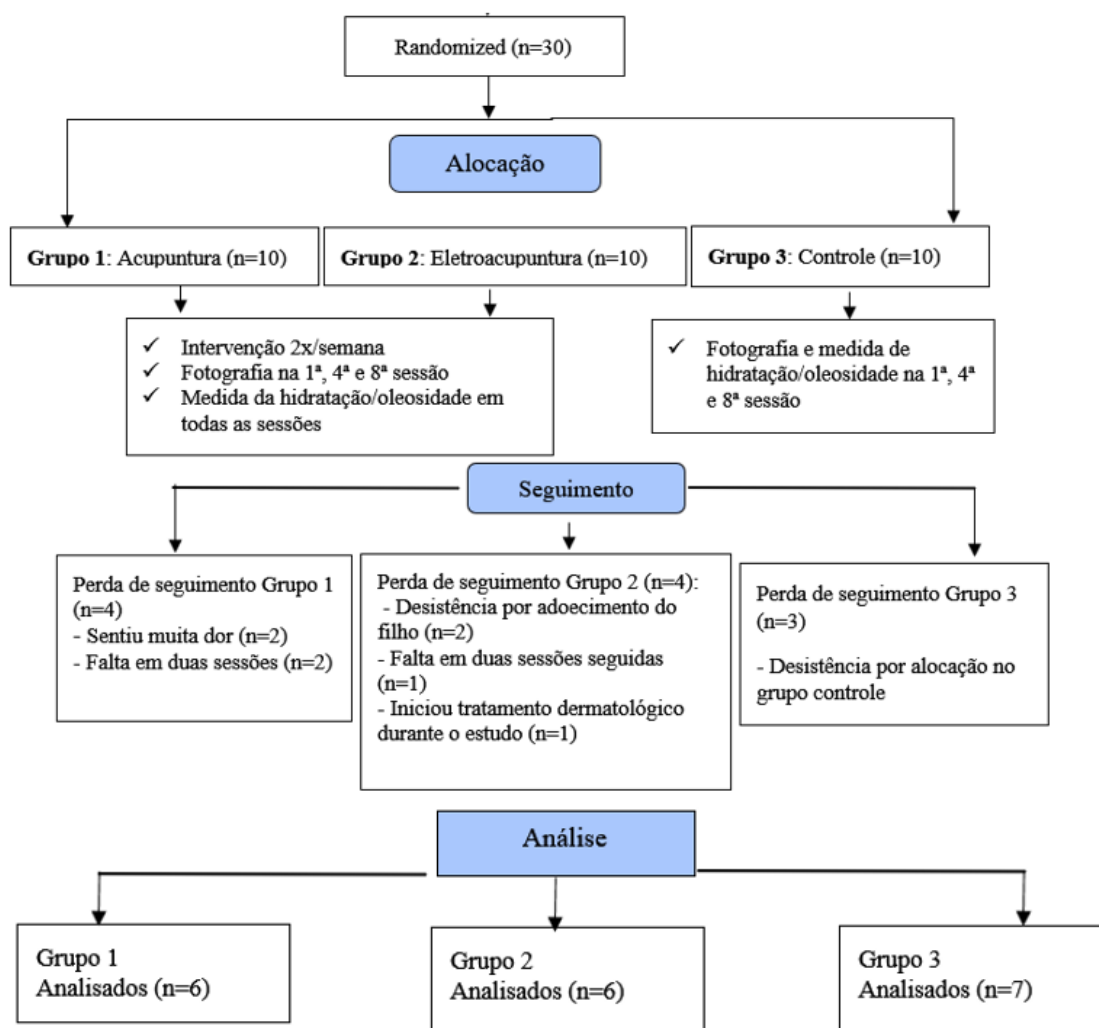 Randomized (n=30)
Alocação
Grupo 1: Acupuntura (n=10)
Grupo 2: Eletroacupuntura (n=10)
Grupo 3: Controle (n=10)
✓ Intervenção 2x/semana
✓ Fotografia na 1ª, 4ª e 8ª sessão
✓ Medida da hidratação/oleosidade em
todas as sessões
✓ Fotografia e medida de
hidratação/oleosidade na 1ª, 4ª
e 8ª sessão
Seguimento
Perda de seguimento Grupo 1
(n=4)
- Sentiu muita dor (n=2)
- Falta em duas sessões (n=2)
Perda de seguimento Grupo 2 (n=4):
- Desistência por adoecimento do
filho (n=2)
- Falta em duas sessões seguidas
(n=1)
- Iniciou tratamento dermatológico
durante o estudo (n=1)
Perda de seguimento Grupo 3
(n=3)
- Desistência por alocação no
grupo controle
Análise
Grupo 1
Analisados (n=6)
Grupo 2
Analisados (n=6)
Grupo 3
Analisados (n=7)